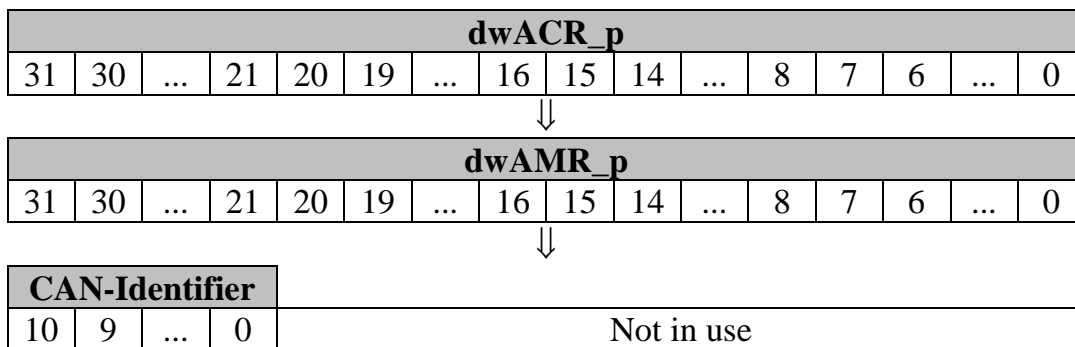 dwACR_p
31 30 ... 21 20 19 ... 16 15 14 ... 8 7 6 ... 0
⇓
dwAMR_p
31 30 ... 21 20 19 ... 16 15 14 ... 8 7 6 ... 0
⇓
CAN-Identifier
10 9 ... 0 Not in use